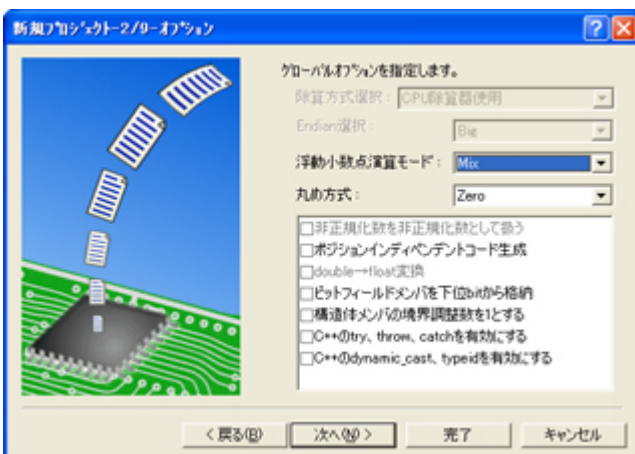 新規プロジェクト-2/9-オプション
グローバルオプションを指定します。
除算方式選択： CPU除算器使用
Endian選択： Big
浮動小数点演算モード： Mix
丸め方式： Zero
非正規化数を非正規化数として扱う
ポジションインディペンデントコード生成
double→float変換
ビットフィールドメンバを下位bitから格納
構造体メンバの境界調整数を1とする
C++のtry、throw、catchを有効にする
C++のdynamic_cast、typeidを有効にする
< 戻る(B) 次へ(N) > 完了 キャンセル